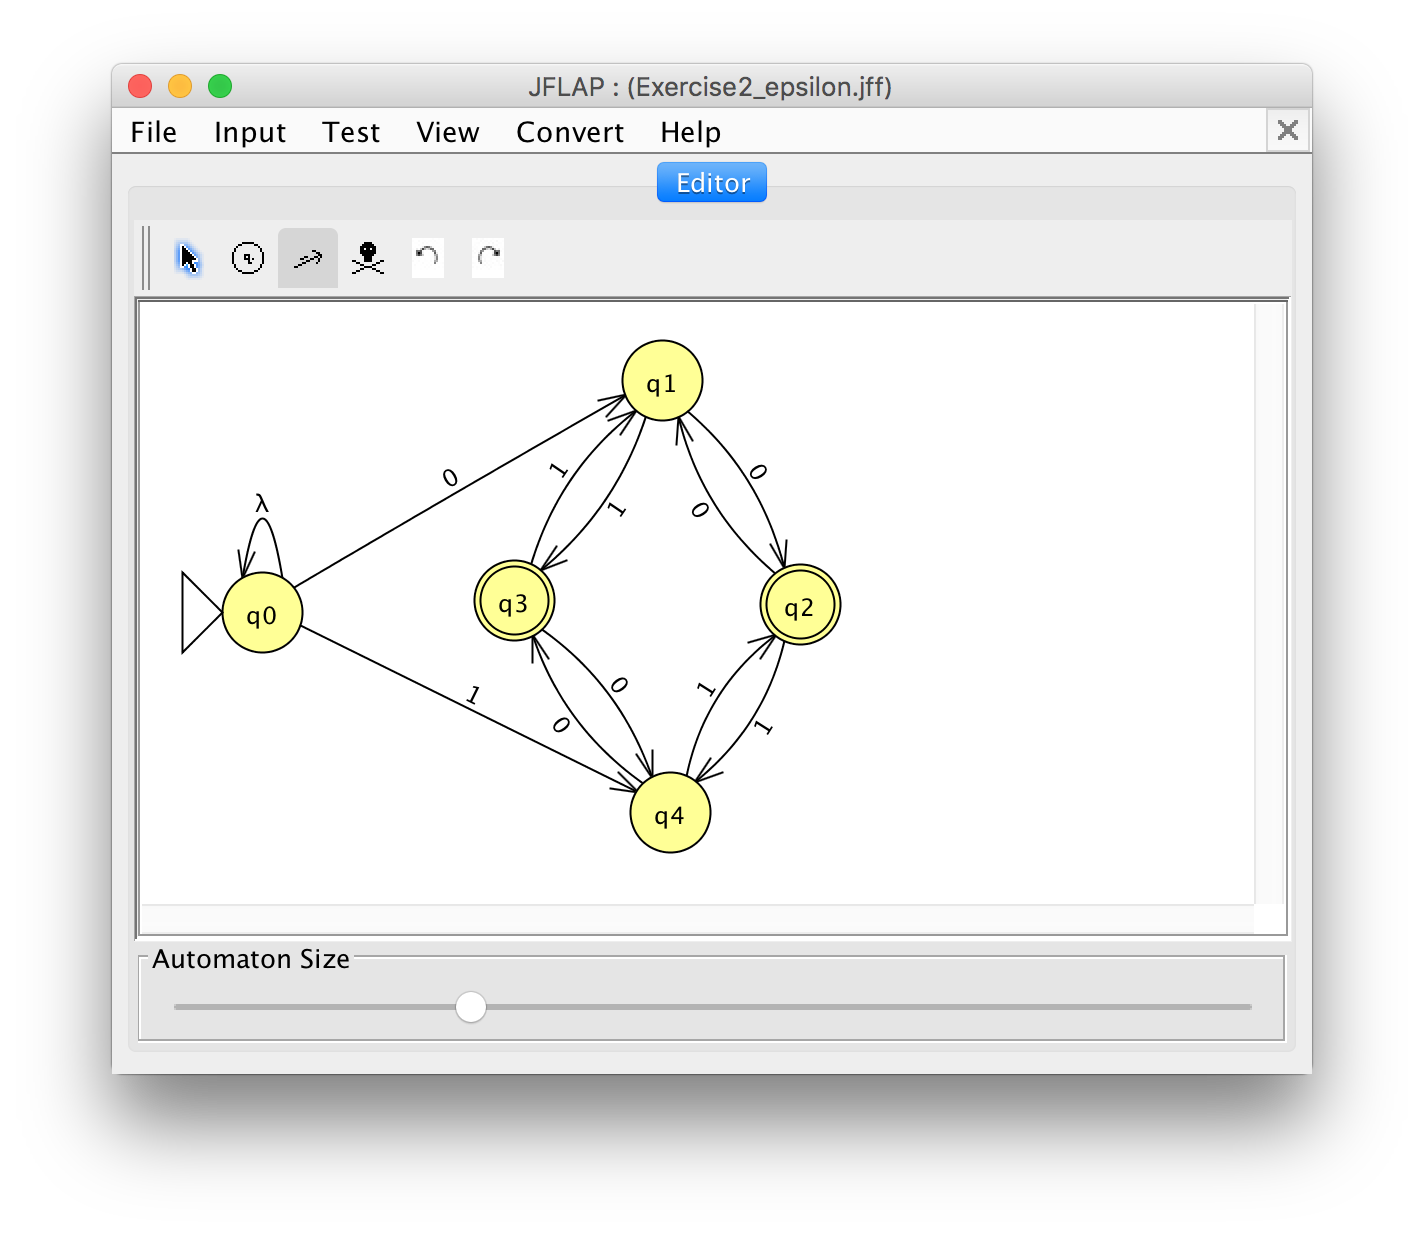 JFLAP : (Exercise2_epsilon.jff)
File Input Test View Convert Help
Editor
q
q1
0
1
0
λ
1
0
q3
q2
q0
0
1
1
0
1
q4
Automaton Size